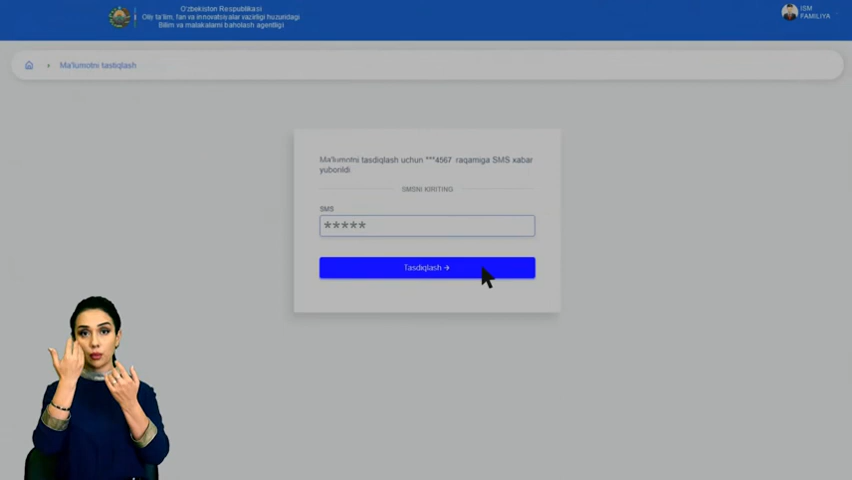 O'zbekiston Respublikasi
Oliy ta'lim, fan va innovatsiyalar vazirligi huzuridagi
Bilim va malakalarni baholash agentligi
ISM
FAMILIYA
Ma'lumotni tastiqlash
Ma'lumotni tasdiqlash uchun ***4567 raqamiga SMS xabar
yuborildi.
SMSNI KIRITING
SMS
*****
Tasdiqlash →